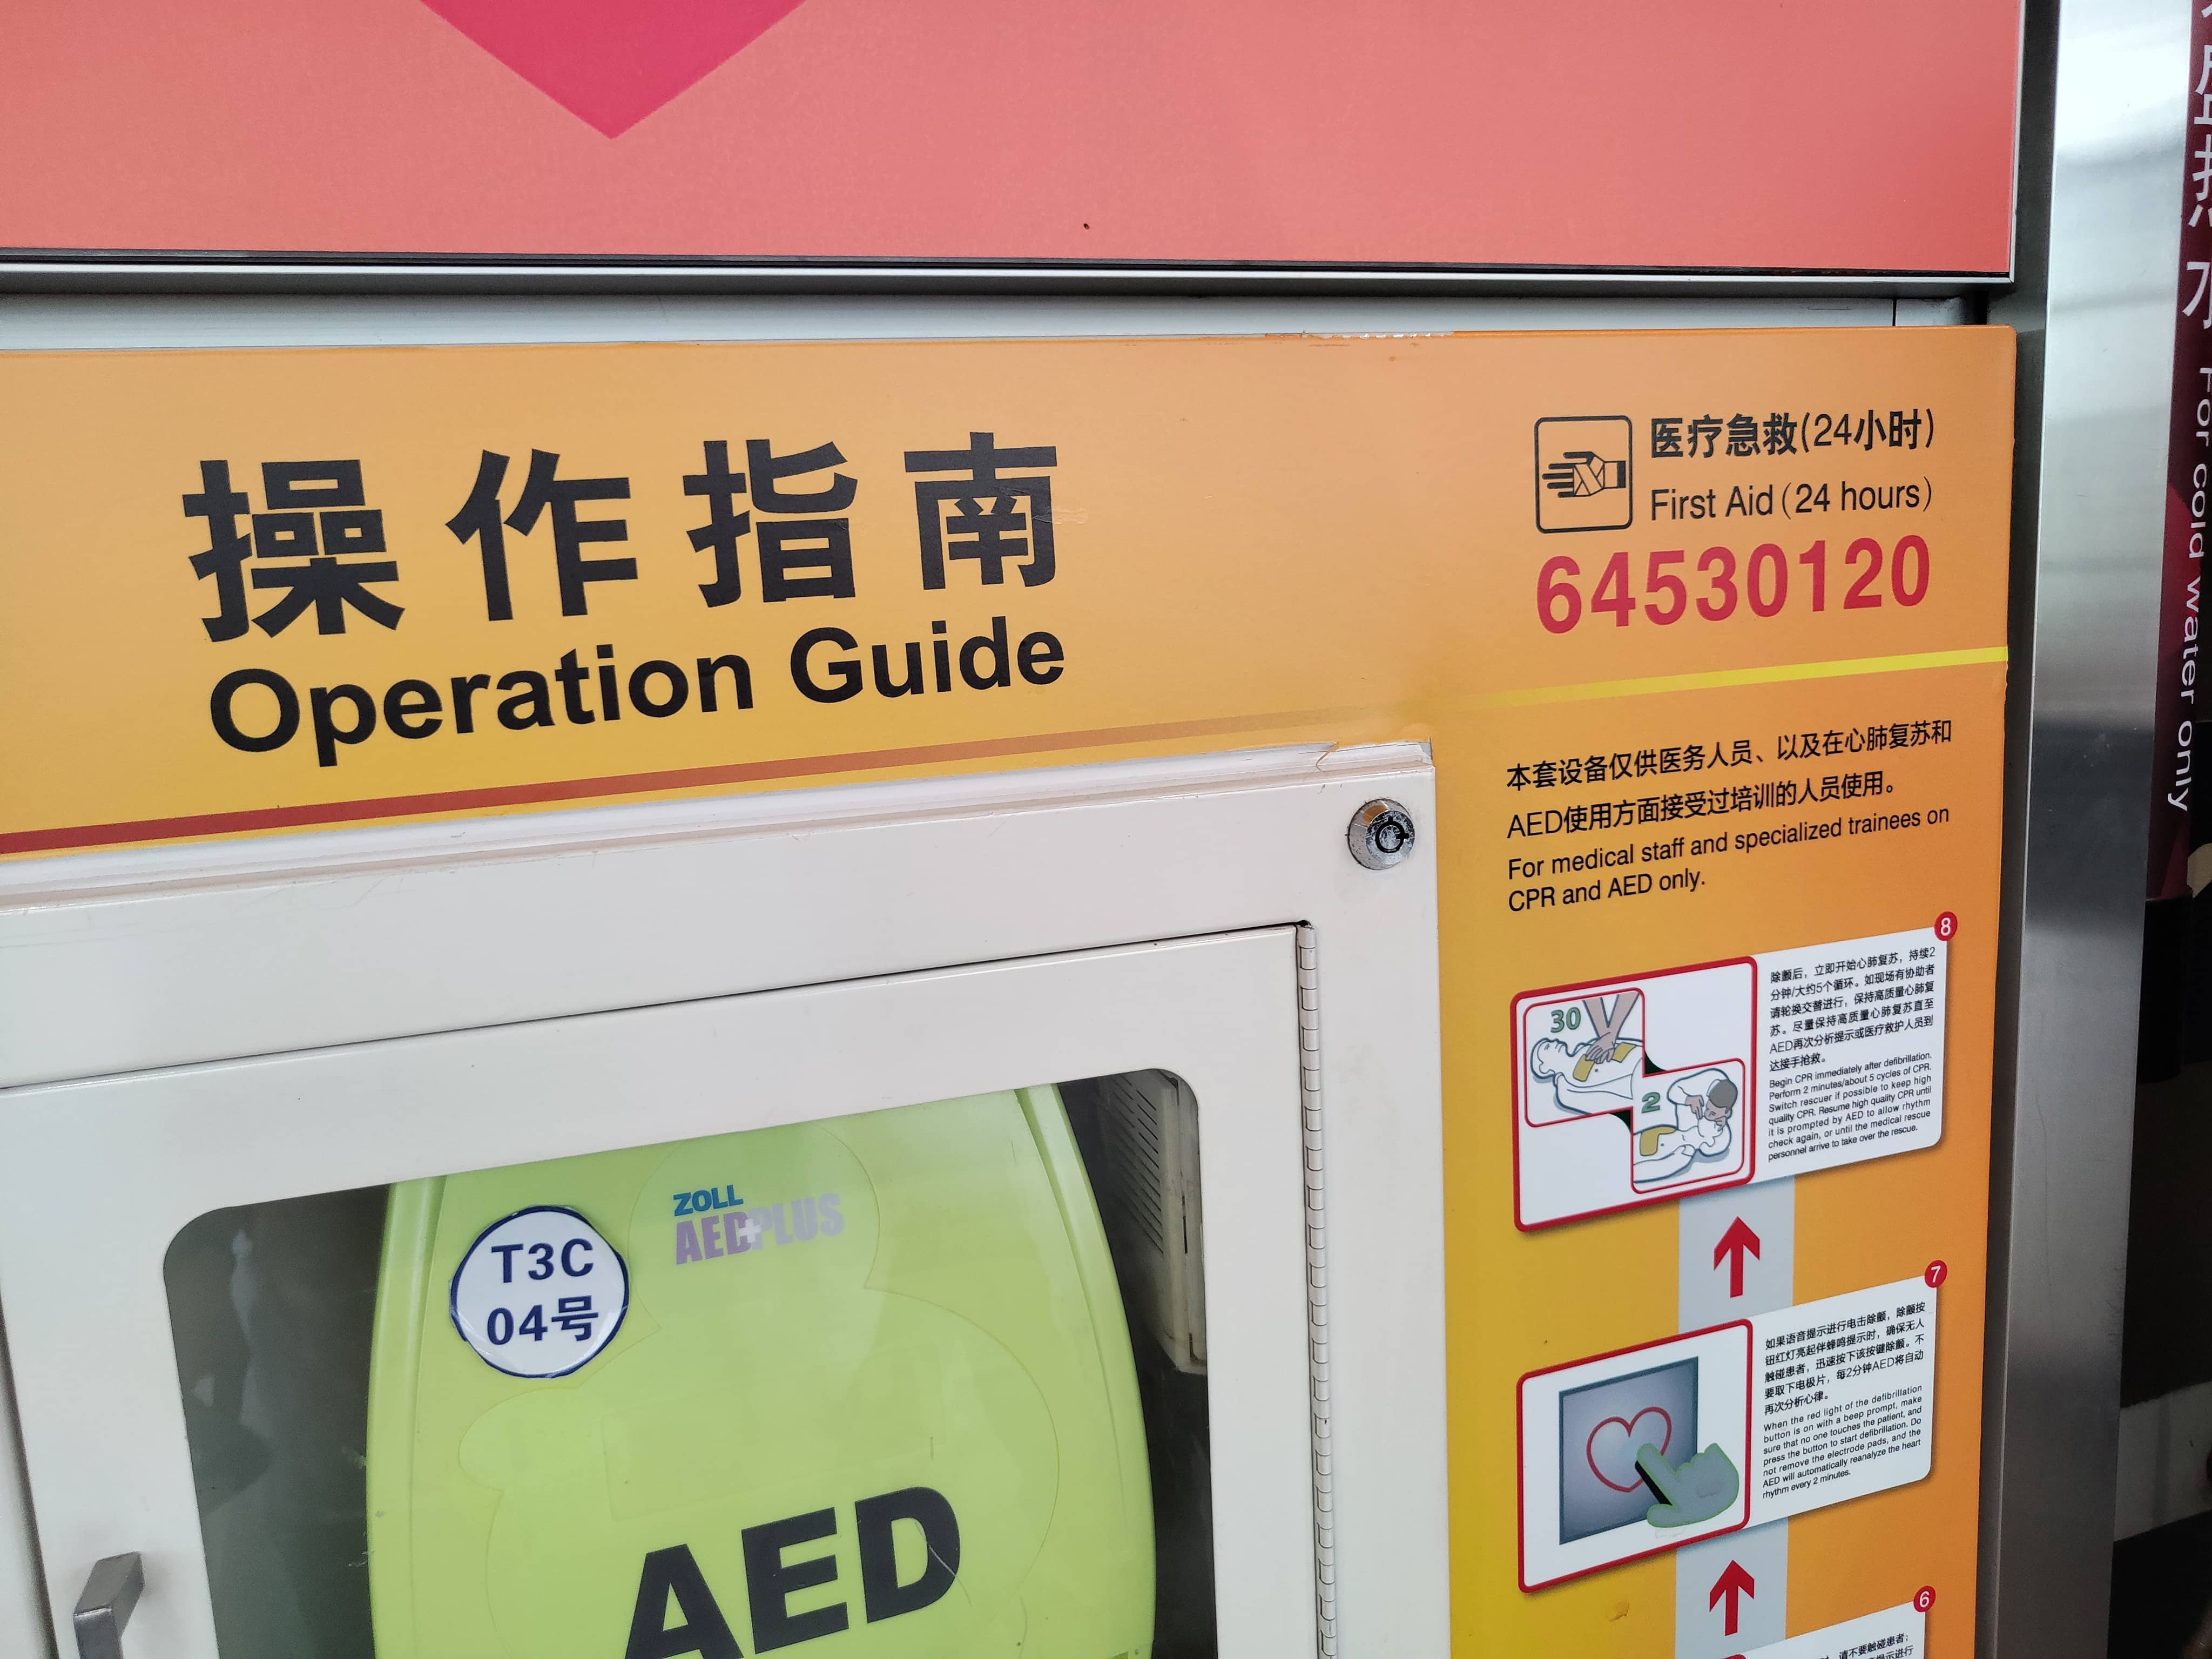 操作指南
Operation Guide
医疗急救(24小时)
First Aid (24 hours)
64530120
本套设备仅供医务人员、以及在心肺复苏和
AED使用方面接受过培训的人员使用。
For medical staff and specialized trainees on
CPR and AED only.
8
30
2
除颤后，立即开始心肺复苏，持续2
分钟/大约5个循环。如现场有协助者
请轮换交替进行，保持高质量心肺复
苏。尽量保持高质量心肺复苏直至
AED再次分析提示或医疗救护人员到
达接手抢救。
Begin CPR immediately after defibrillation.
Perform 2 minutes/about 5 cycles of CPR.
Switch rescuer if possible to keep high
quality CPR. Resume high quality CPR until
it is prompted by AED to allow rhythm
check again, or until the medical rescue
personnel arrive to take over the rescue.
7
如果语音提示进行电击除颤，除颤按
钮红灯亮起伴蜂鸣提示时，确保无人
触碰患者，迅速按下该按键除颤。不
要取下电极片，每2分钟AED将自动
再次分析心律。
When the red light of the defibrillation
button is on with a beep prompt, make
sure that no one touches the patient, and
press the button to start defibrillation. Do
not remove the electrode pads, and the
AED will automatically reanalyze the heart
rhythm every 2 minutes.
6
请不要触碰患者；
ZOLL
AED PLUS
T3C
04号
AED
For cold water only